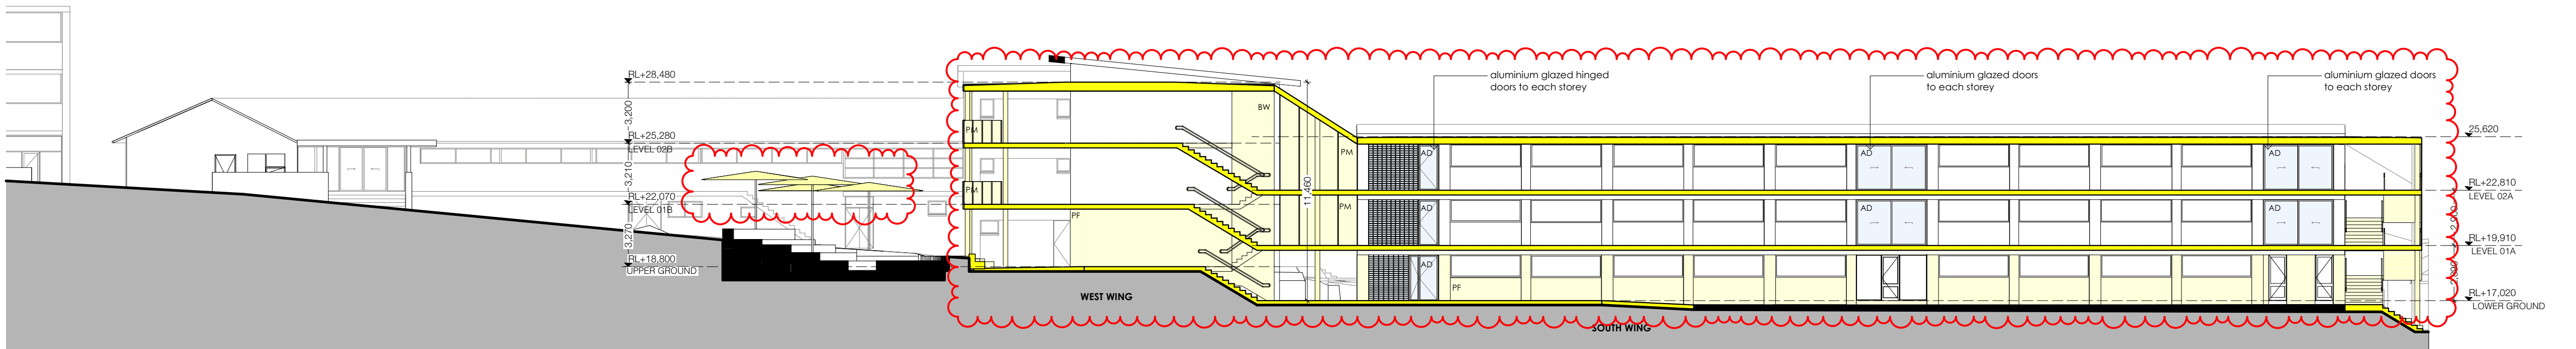 RL+28,480
3,200
RL+25,280
LEVEL 02B
3,210
RL+22,070
LEVEL 01B
3,270
RL+18,800
UPPER GROUND
PM
PM
PF
BW
PM
PM
11,460
WEST WING
aluminium glazed hinged
doors to each storey
aluminium glazed doors
to each storey
aluminium glazed doors
to each storey
AD
AD
AD
AD
AD
AD
AD
PF
SOUTH WING
25,620
RL+22,810
LEVEL 02A
RL+19,910
LEVEL 01A
RL+17,020
LOWER GROUND